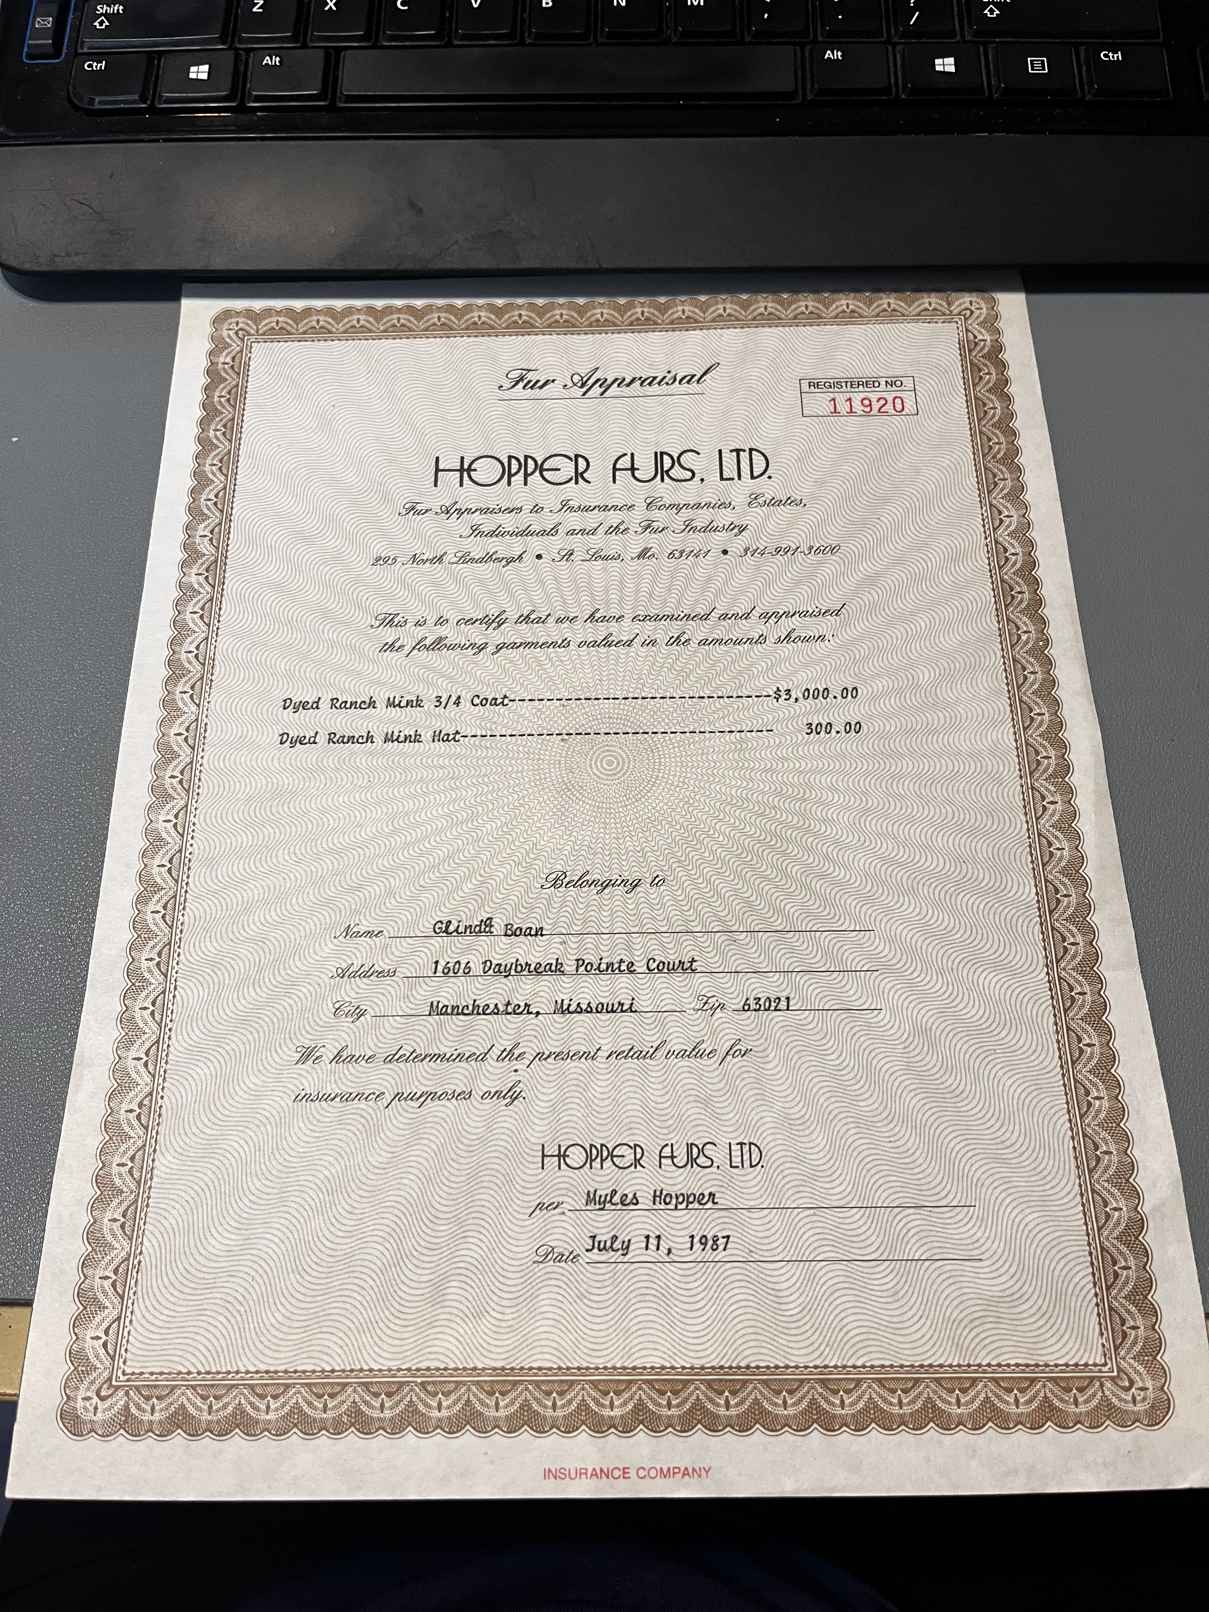 Shift Z X C V B N M , . ? / Shift
Ctrl Alt Alt Ctrl
Fur Appraisal
REGISTERED NO.
11920
HOPPER FURS, LTD.
Fur Appraisers to Insurance Companies, Estates,
Individuals and the Fur Industry
295 North Lindbergh • St. Louis, Mo. 63141 • 314-991-3600
This is to certify that we have examined and appraised
the following garments valued in the amounts shown:
Dyed Ranch Mink 3/4 Coat-----------------------------$3,000.00
Dyed Ranch Mink Hat---------------------------------- 300.00
Belonging to
Name Glinda Boan
Address 1606 Daybreak Pointe Court
City Manchester, Missouri Zip 63021
We have determined the present retail value for
insurance purposes only.
HOPPER FURS, LTD.
per Myles Hopper
Date July 11, 1987
INSURANCE COMPANY